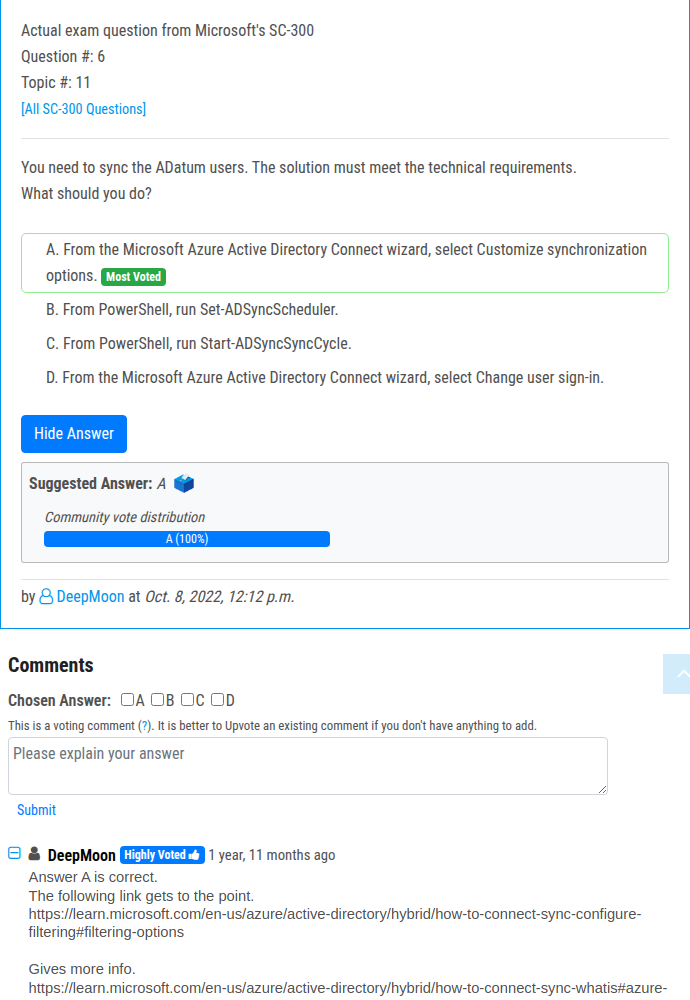 Actual exam question from Microsoft's SC-300
Question #: 6
Topic #: 11
[All SC-300 Questions]
You need to sync the ADatum users. The solution must meet the technical requirements.
What should you do?
A. From the Microsoft Azure Active Directory Connect wizard, select Customize synchronization
options. Most Voted
B. From PowerShell, run Set-ADSyncScheduler.
C. From PowerShell, run Start-ADSyncSyncCycle.
D. From the Microsoft Azure Active Directory Connect wizard, select Change user sign-in.
Hide Answer
Suggested Answer: A
Community vote distribution
A (100%)
by DeepMoon at Oct. 8, 2022, 12:12 p.m.
Comments
Chosen Answer: A B C D
This is a voting comment (?). It is better to Upvote an existing comment if you don't have anything to add.
Please explain your answer
Submit
DeepMoon Highly Voted 1 year, 11 months ago
Answer A is correct.
The following link gets to the point.
https://learn.microsoft.com/en-us/azure/active-directory/hybrid/how-to-connect-sync-configure-
filtering#filtering-options
Gives more info.
https://learn.microsoft.com/en-us/azure/active-directory/hybrid/how-to-connect-sync-whatis#azure-